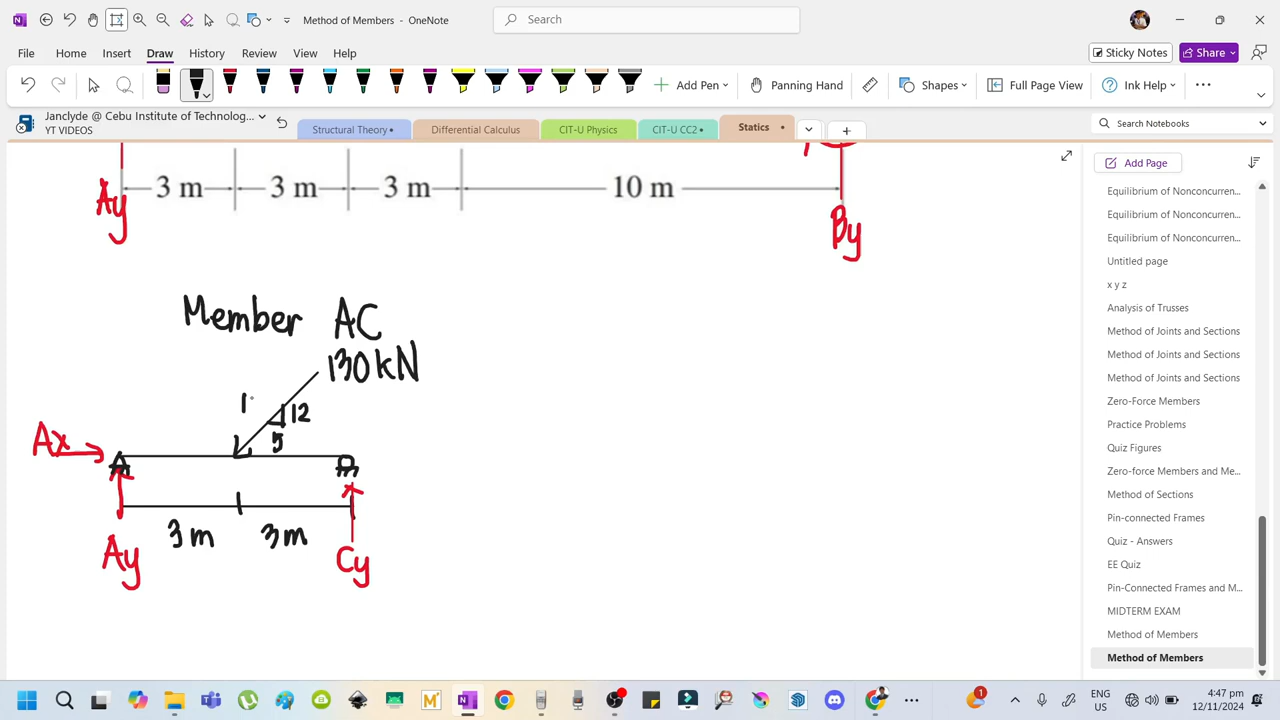 Method of Members - OneNote
Search
File
Home
Insert
Draw
History
Review
View
Help
Sticky Notes
Share
Add Pen
Panning Hand
Shapes
Full Page View
Ink Help
Janclyde @ Cebu Institute of Technolog...
YT VIDEOS
Structural Theory
Differential Calculus
CIT-U Physics
CIT-U CC2
Statics
Search Notebooks
Add Page
3 m
3 m
3 m
10 m
Ay
By
Member AC
130 kN
1
12
5
Ax
3 m
3 m
Ay
Cy
Equilibrium of Nonconcurren...
Equilibrium of Nonconcurren...
Equilibrium of Nonconcurren...
Untitled page
x y z
Analysis of Trusses
Method of Joints and Sections
Method of Joints and Sections
Method of Joints and Sections
Zero-Force Members
Practice Problems
Quiz Figures
Zero-force Members and Me...
Method of Sections
Pin-connected Frames
Quiz - Answers
EE Quiz
Pin-Connected Frames and M...
MIDTERM EXAM
Method of Members
Method of Members
1
ENG
US
4:47 pm
12/11/2024